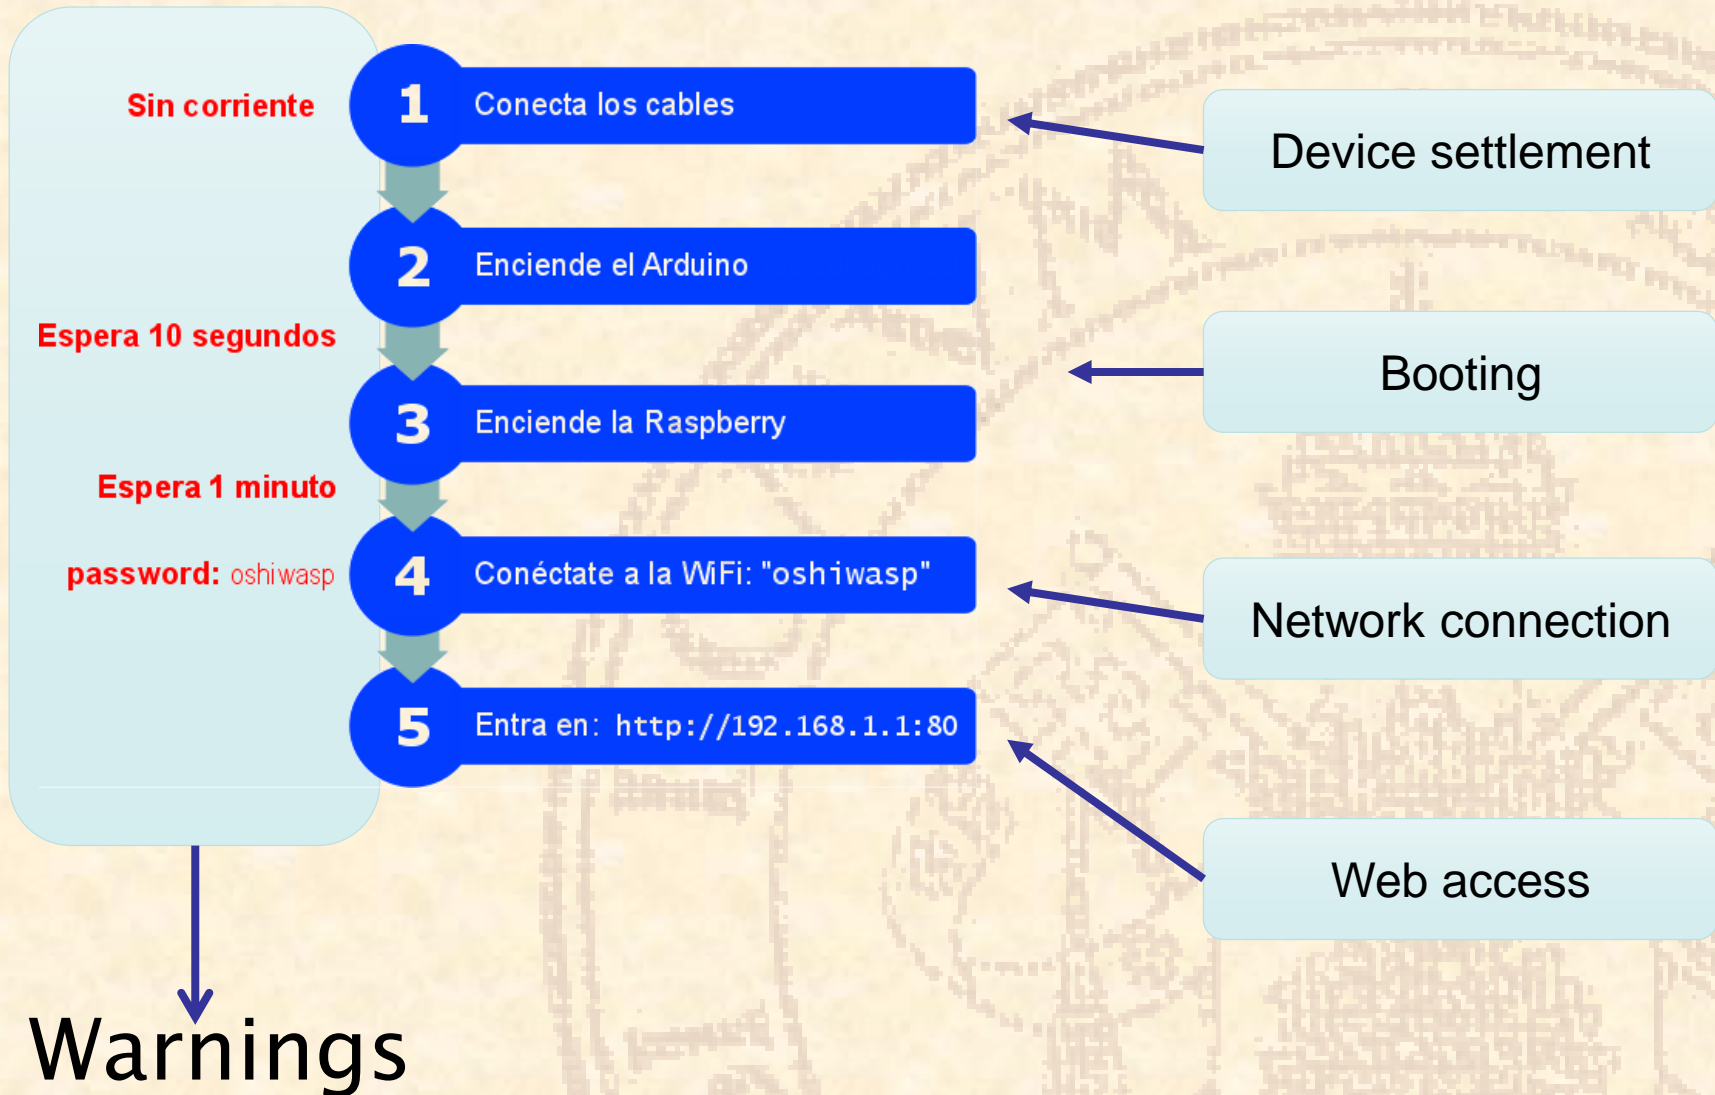 Sin corriente
1
Conecta los cables
Device settlement
2
Enciende el Arduino
Espera 10 segundos
Booting
3
Enciende la Raspberry
Espera 1 minuto
password: oshiwasp
4
Conéctate a la WiFi: "oshiwasp"
Network connection
5
Entra en: http://192.168.1.1:80
Web access
Warnings